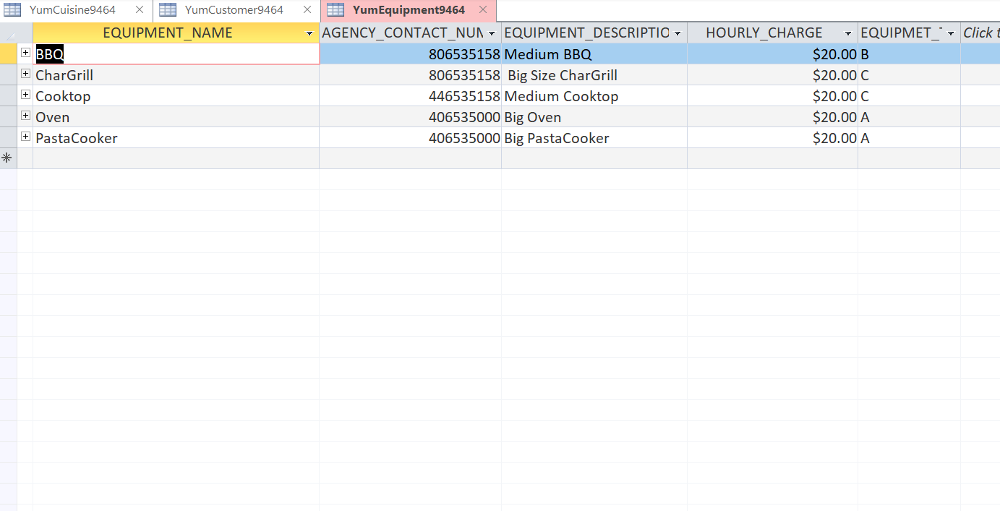 YumCuisine9464 YumCustomer9464 YumEquipment9464
EQUIPMENT_NAME AGENCY_CONTACT_NUM EQUIPMENT_DESCRIPTIO HOURLY_CHARGE EQUIPMET_ Click t
BBQ 806535158 Medium BBQ $20.00 B
CharGrill 806535158 Big Size CharGrill $20.00 C
Cooktop 446535158 Medium Cooktop $20.00 C
Oven 406535000 Big Oven $20.00 A
PastaCooker 406535000 Big PastaCooker $20.00 A